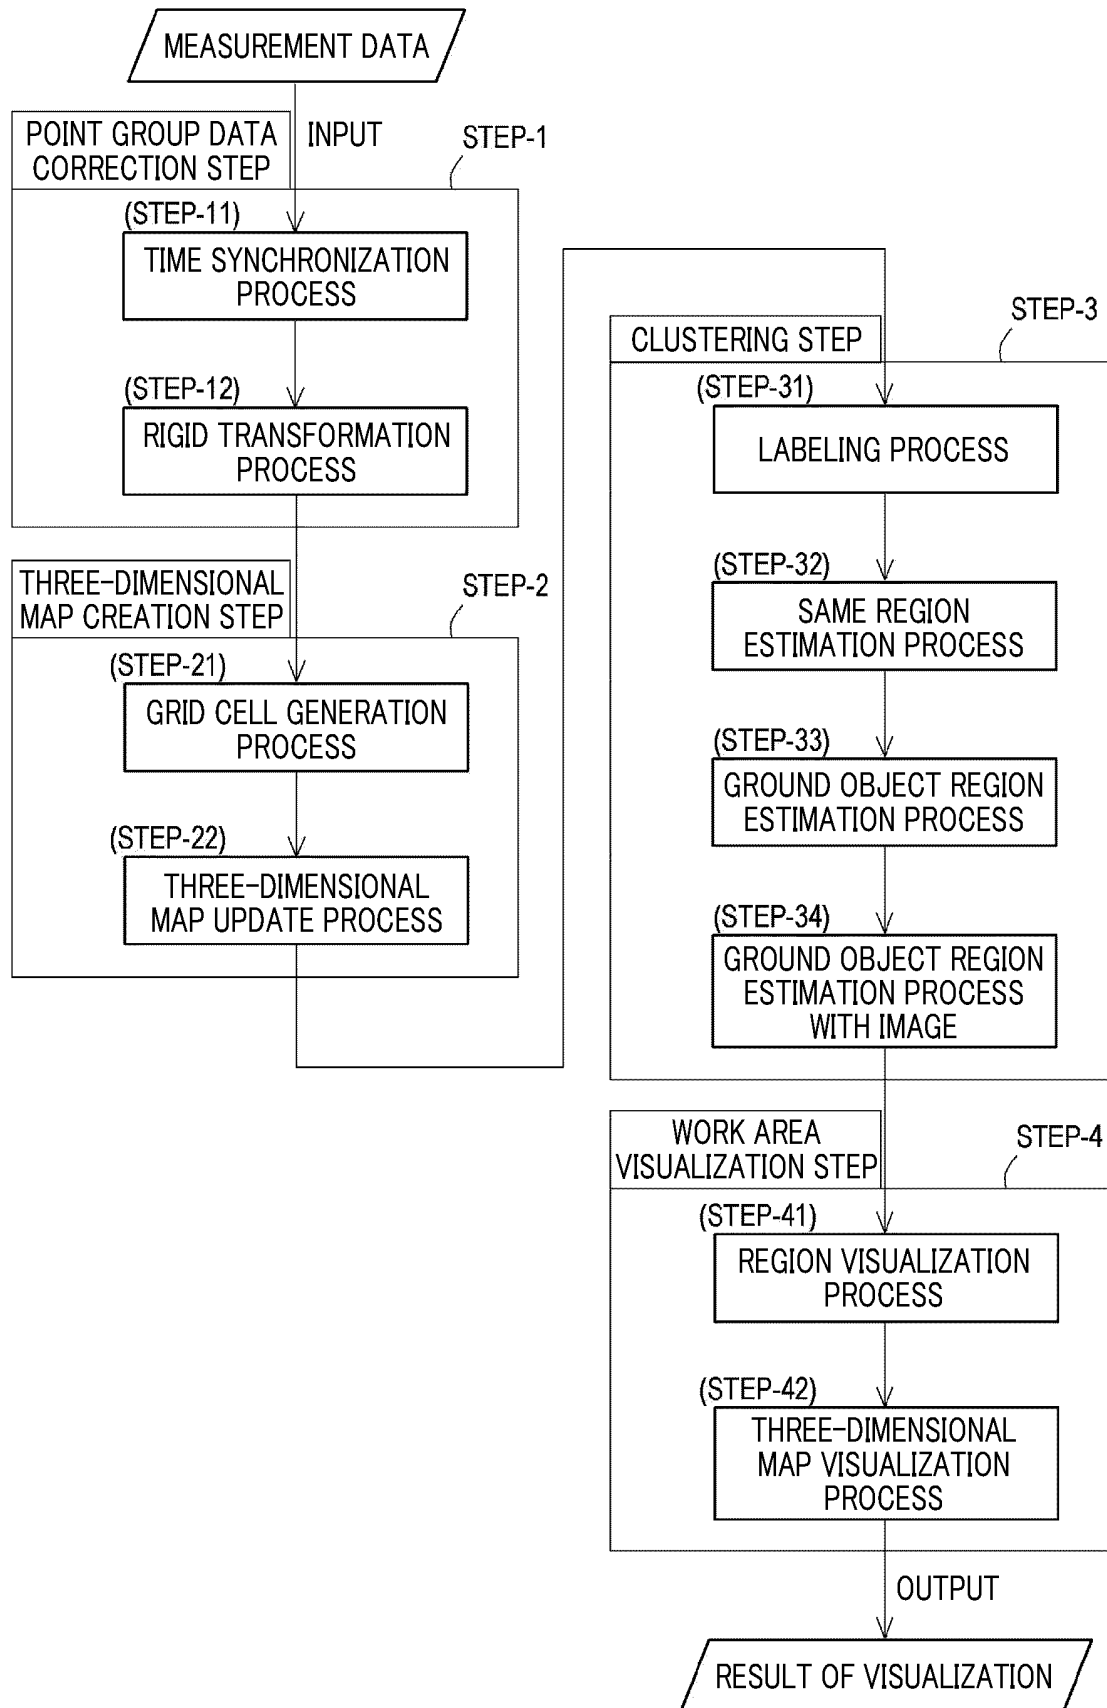 MEASUREMENT DATA
INPUT
POINT GROUP DATA
CORRECTION STEP
STEP-1
(STEP-11)
TIME SYNCHRONIZATION
PROCESS
(STEP-12)
RIGID TRANSFORMATION
PROCESS
THREE-DIMENSIONAL
MAP CREATION STEP
STEP-2
(STEP-21)
GRID CELL GENERATION
PROCESS
(STEP-22)
THREE-DIMENSIONAL
MAP UPDATE PROCESS
CLUSTERING STEP
STEP-3
(STEP-31)
LABELING PROCESS
(STEP-32)
SAME REGION
ESTIMATION PROCESS
(STEP-33)
GROUND OBJECT REGION
ESTIMATION PROCESS
(STEP-34)
GROUND OBJECT REGION
ESTIMATION PROCESS
WITH IMAGE
WORK AREA
VISUALIZATION STEP
STEP-4
(STEP-41)
REGION VISUALIZATION
PROCESS
(STEP-42)
THREE-DIMENSIONAL
MAP VISUALIZATION
PROCESS
OUTPUT
RESULT OF VISUALIZATION